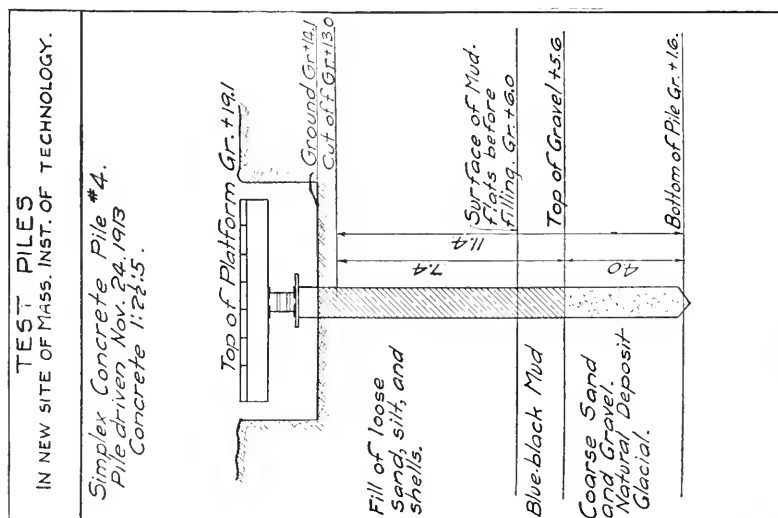 TEST PILES
IN NEW SITE OF MASS. INST. OF TECHNOLOGY.
Simplex Concrete Pile #4.
Pile driven Nov. 24, 1913
Concrete 1:2½:5.
Top of Platform Gr. +19.1
Ground Gr +14.1
Cut off Gr. +13.0
Surface of Mud.
flats before
filling. Gr. +6.0
Top of Gravel +5.6
Bottom of Pile Gr. +1.6.
11.4
7.4
4.0
Fill of loose
sand, silt, and
shells.
Blue-black Mud
Coarse Sand
and Gravel.
Natural Deposit
Glacial.